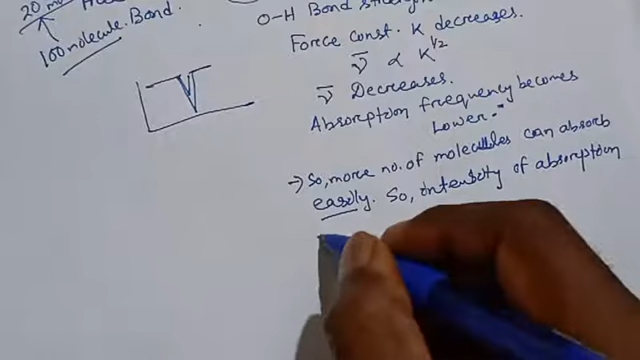 20
100 molecule. Bond.
O-H Bond
Force const. K decreases.
ν̅ ∝ K^1/2
ν̅ Decreases.
Absorption frequency becomes
Lower.
→ So, more no. of molecules can absorb
easily. So, intensity of absorption